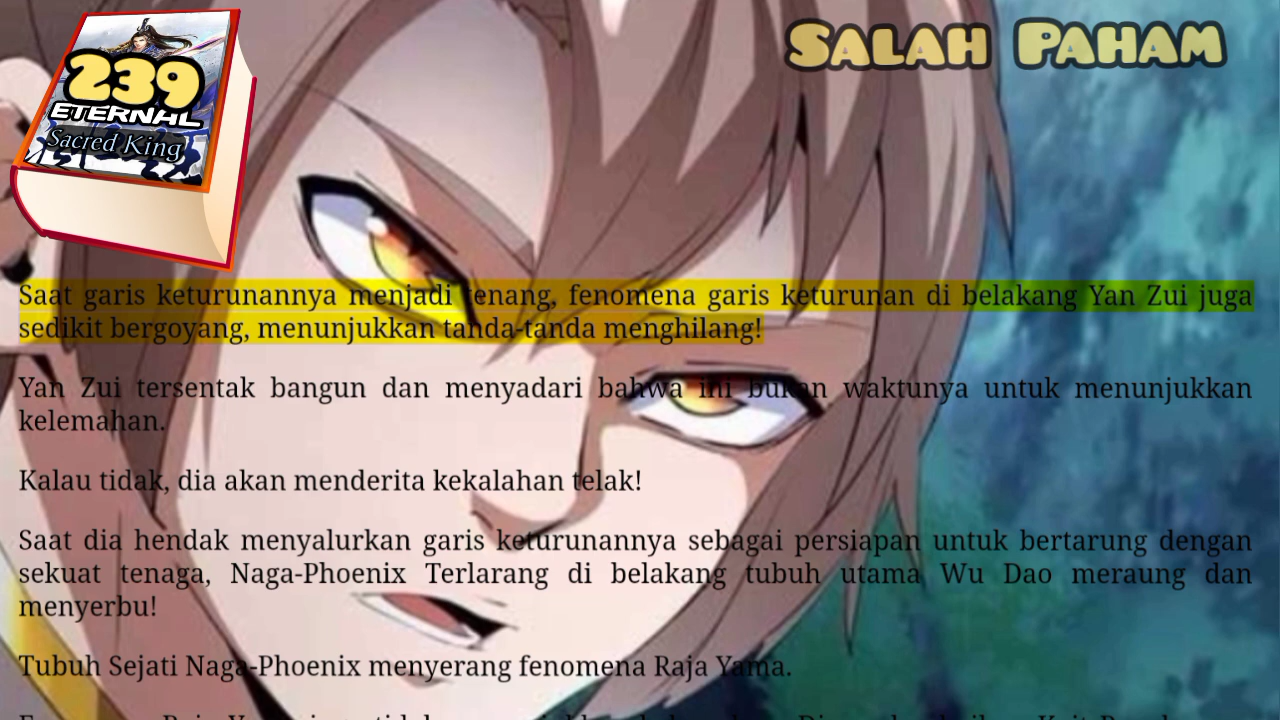 SALAH PAHAM
239
ETERNAL
Sacred King
Saat garis keturunannya menjadi tenang, fenomena garis keturunan di belakang Yan Zui juga
sedikit bergoyang, menunjukkan tanda-tanda menghilang!
Yan Zui tersentak bangun dan menyadari bahwa ini bukan waktunya untuk menunjukkan
kelemahan.
Kalau tidak, dia akan menderita kekalahan telak!
Saat dia hendak menyalurkan garis keturunannya sebagai persiapan untuk bertarung dengan
sekuat tenaga, Naga-Phoenix Terlarang di belakang tubuh utama Wu Dao meraung dan
menyerbu!
Tubuh Sejati Naga-Phoenix menyerang fenomena Raja Yama.